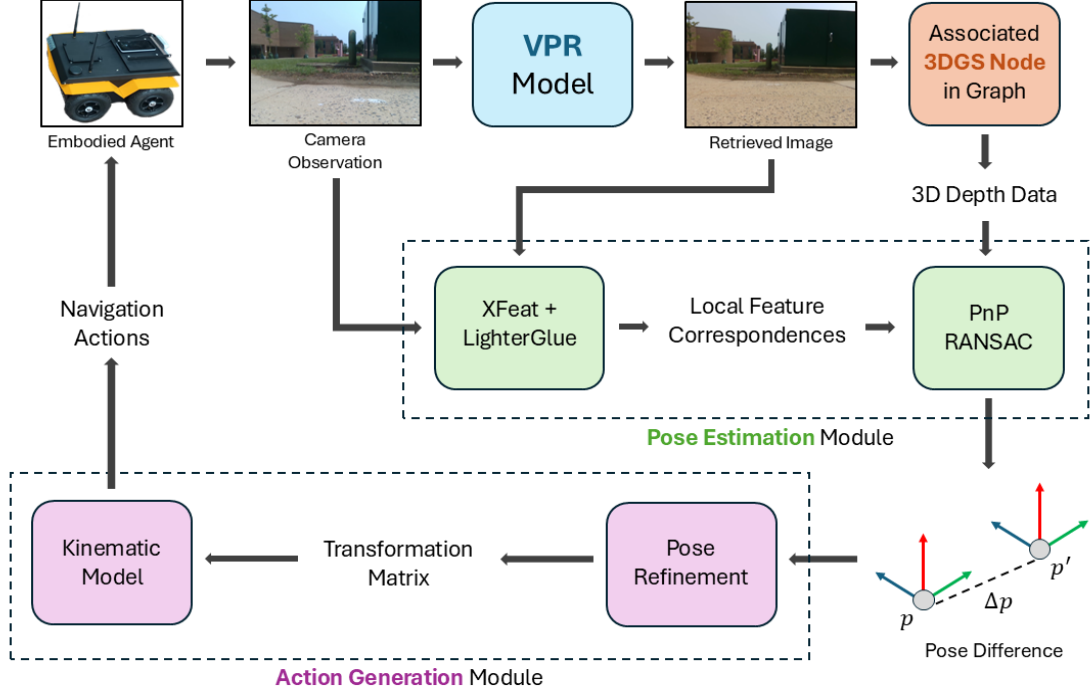 VPR
Model
Associated
3DGS Node
in Graph
Embodied Agent
Camera
Observation
Retrieved Image
3D Depth Data
Navigation
Actions
XFeat +
LighterGlue
Local Feature
Correspondences
PnP
RANSAC
Pose Estimation Module
Kinematic
Model
Transformation
Matrix
Pose
Refinement
p
Δp
p′
Pose Difference
Action Generation Module